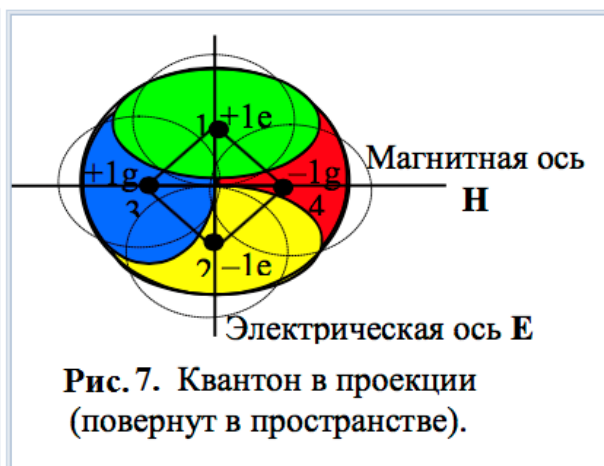 1 +1e
+1g
–1g
3
4
2 –1e
Магнитная ось
H
Электрическая ось E
Рис. 7. Квантон в проекции
(повернут в пространстве).